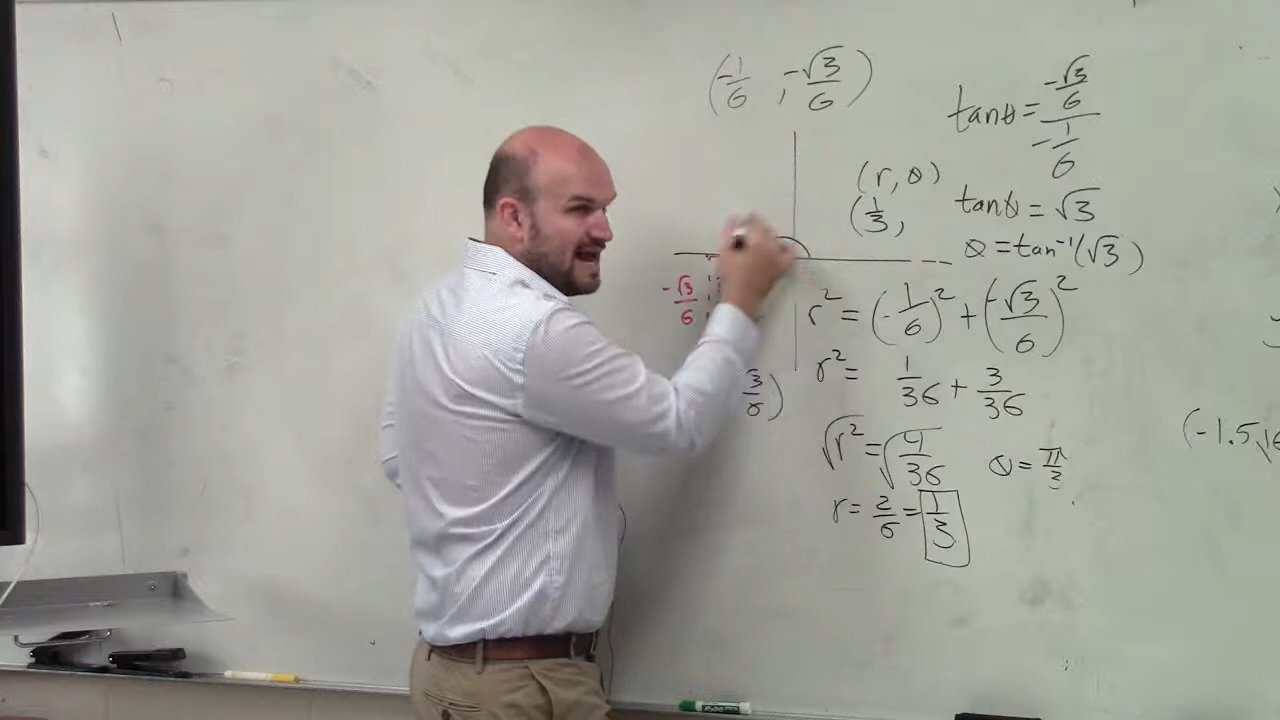 (-1/6 , -√3/6)
tanθ = (-√3/6)/(-1/6)
(r, θ)
(1/3,
tanθ = √3
θ = tan⁻¹(√3)
-√3/6
r² = (-1/6)² + (-√3/6)²
r² = 1/36 + 3/36
√r² = √4/36
θ = π/3
r = 2/6 = 1/3
(-1.5
EXPO